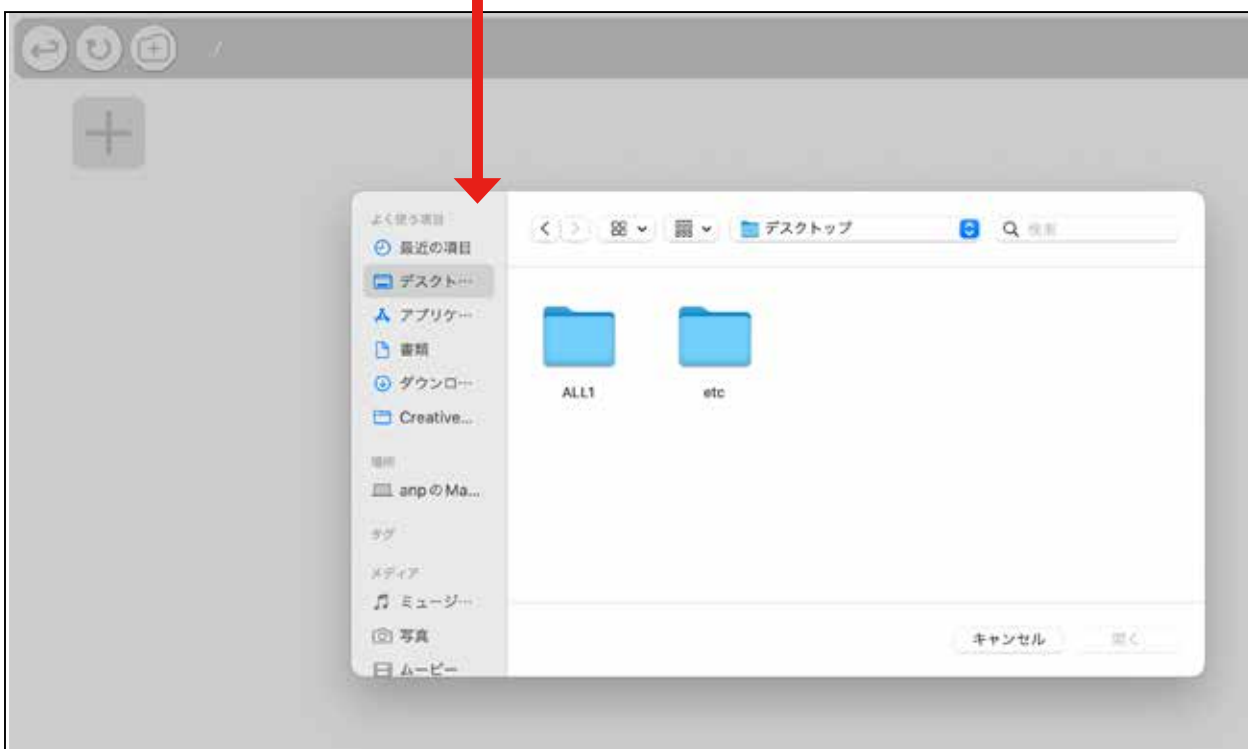 /
よく使う項目
最近の項目
デスクト…
アプリケ…
書類
ダウンロ…
Creative...
場所
anpのMa...
タグ
メディア
ミュージ…
写真
ムービー
デスクトップ
検索
ALL1
etc
キャンセル
開く